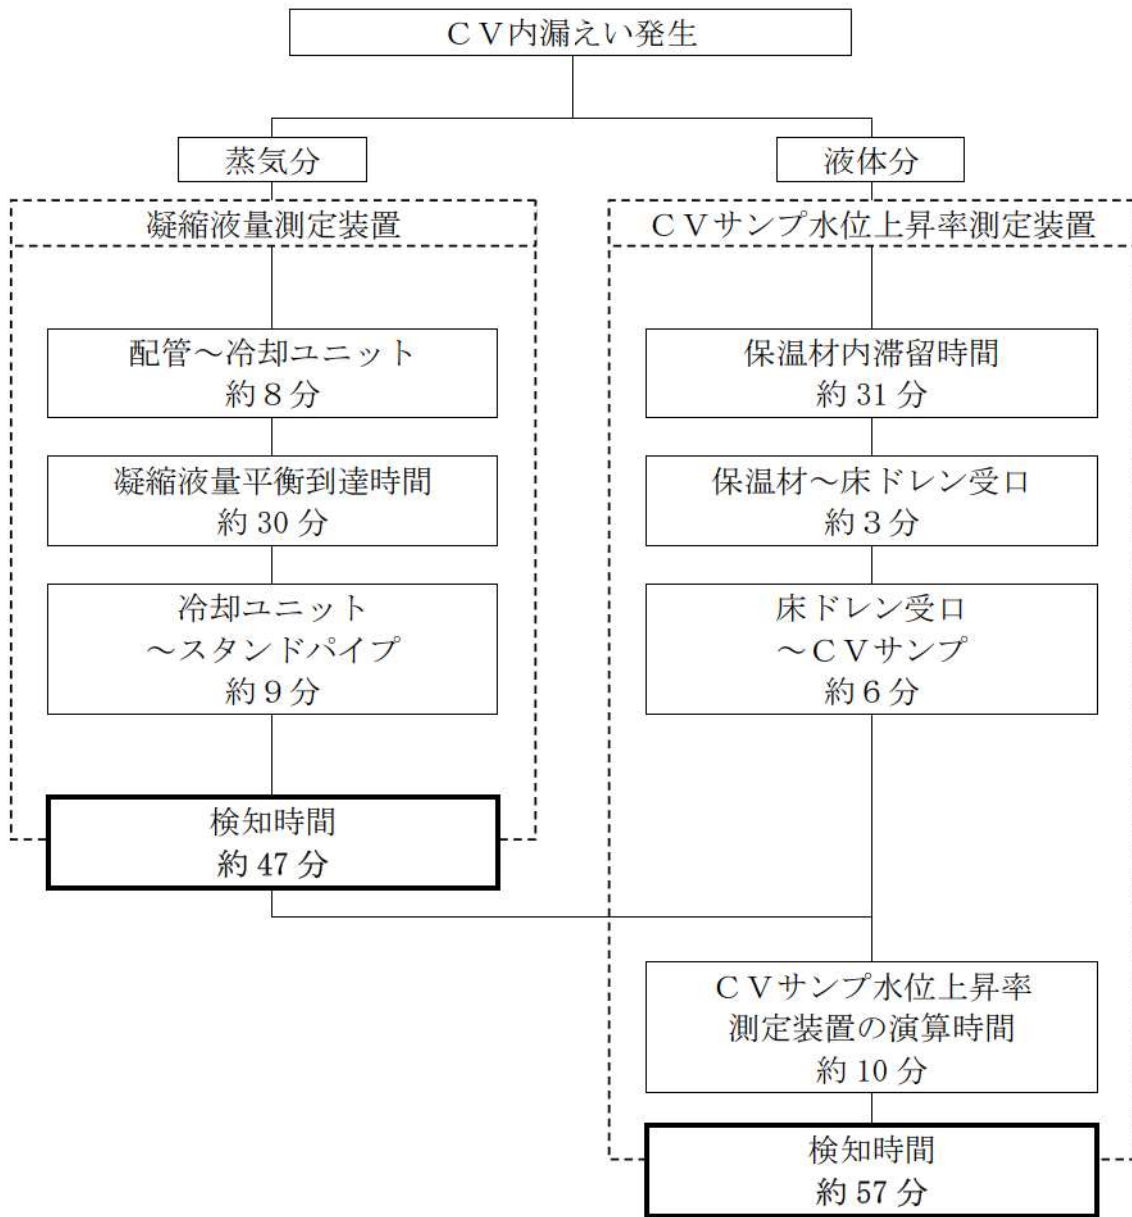 ＣＶ内漏えい発生
蒸気分
凝縮液量測定装置
配管～冷却ユニット
約８分
凝縮液量平衡到達時間
約 30 分
冷却ユニット
～スタンドパイプ
約９分
検知時間
約 47 分
液体分
ＣＶサンプ水位上昇率測定装置
保温材内滞留時間
約 31 分
保温材～床ドレン受口
約３分
床ドレン受口
～ＣＶサンプ
約６分
ＣＶサンプ水位上昇率
測定装置の演算時間
約 10 分
検知時間
約 57 分